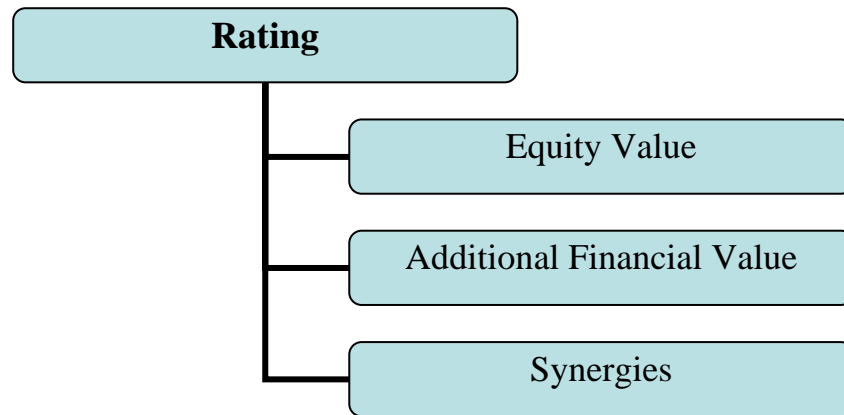 Rating
Equity Value
Additional Financial Value
Synergies